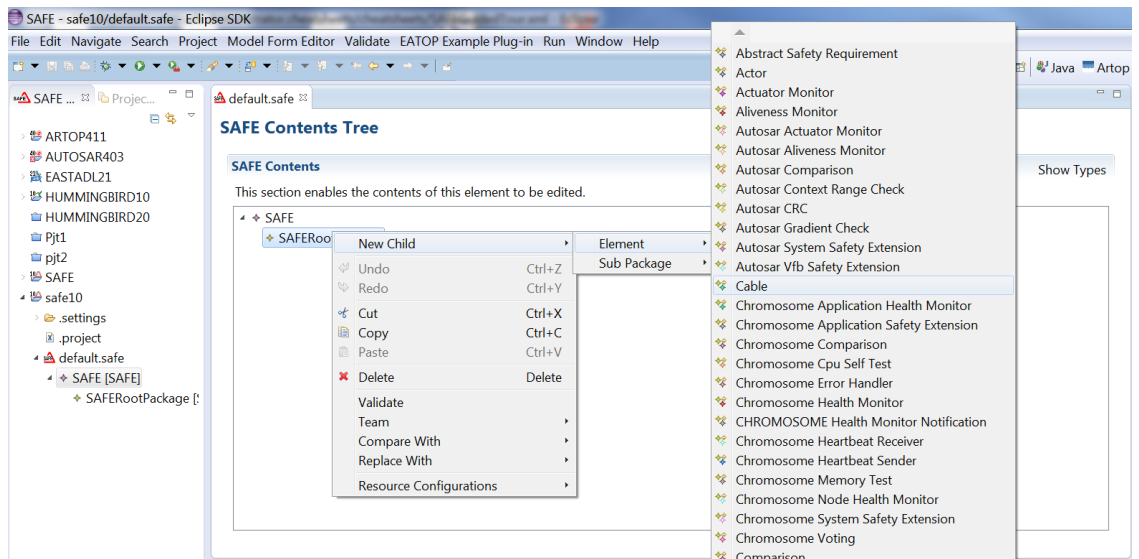 SAFE - safe10/default.safe - Eclipse SDK
File Edit Navigate Search Project Model Form Editor Validate EATOP Example Plug-in Run Window Help
Java Artop
SAFE ... Projec...
ARTOP411
AUTOSAR403
EASTADL21
HUMMINGBIRD10
HUMMINGBIRD20
Pjt1
pjt2
SAFE
safe10
.settings
.project
default.safe
SAFE [SAFE]
SAFERootPackage [
default.safe
SAFE Contents Tree
SAFE Contents
Show Types
This section enables the contents of this element to be edited.
SAFE
SAFERoo
New Child
Undo Ctrl+Z
Redo Ctrl+Y
Cut Ctrl+X
Copy Ctrl+C
Paste Ctrl+V
Delete Delete
Validate
Team
Compare With
Replace With
Resource Configurations
Element
Sub Package
Abstract Safety Requirement
Actor
Actuator Monitor
Aliveness Monitor
Autosar Actuator Monitor
Autosar Aliveness Monitor
Autosar Comparison
Autosar Context Range Check
Autosar CRC
Autosar Gradient Check
Autosar System Safety Extension
Autosar Vfb Safety Extension
Cable
Chromosome Application Health Monitor
Chromosome Application Safety Extension
Chromosome Comparison
Chromosome Cpu Self Test
Chromosome Error Handler
Chromosome Health Monitor
CHROMOSOME Health Monitor Notification
Chromosome Heartbeat Receiver
Chromosome Heartbeat Sender
Chromosome Memory Test
Chromosome Node Health Monitor
Chromosome System Safety Extension
Chromosome Voting
Comparison